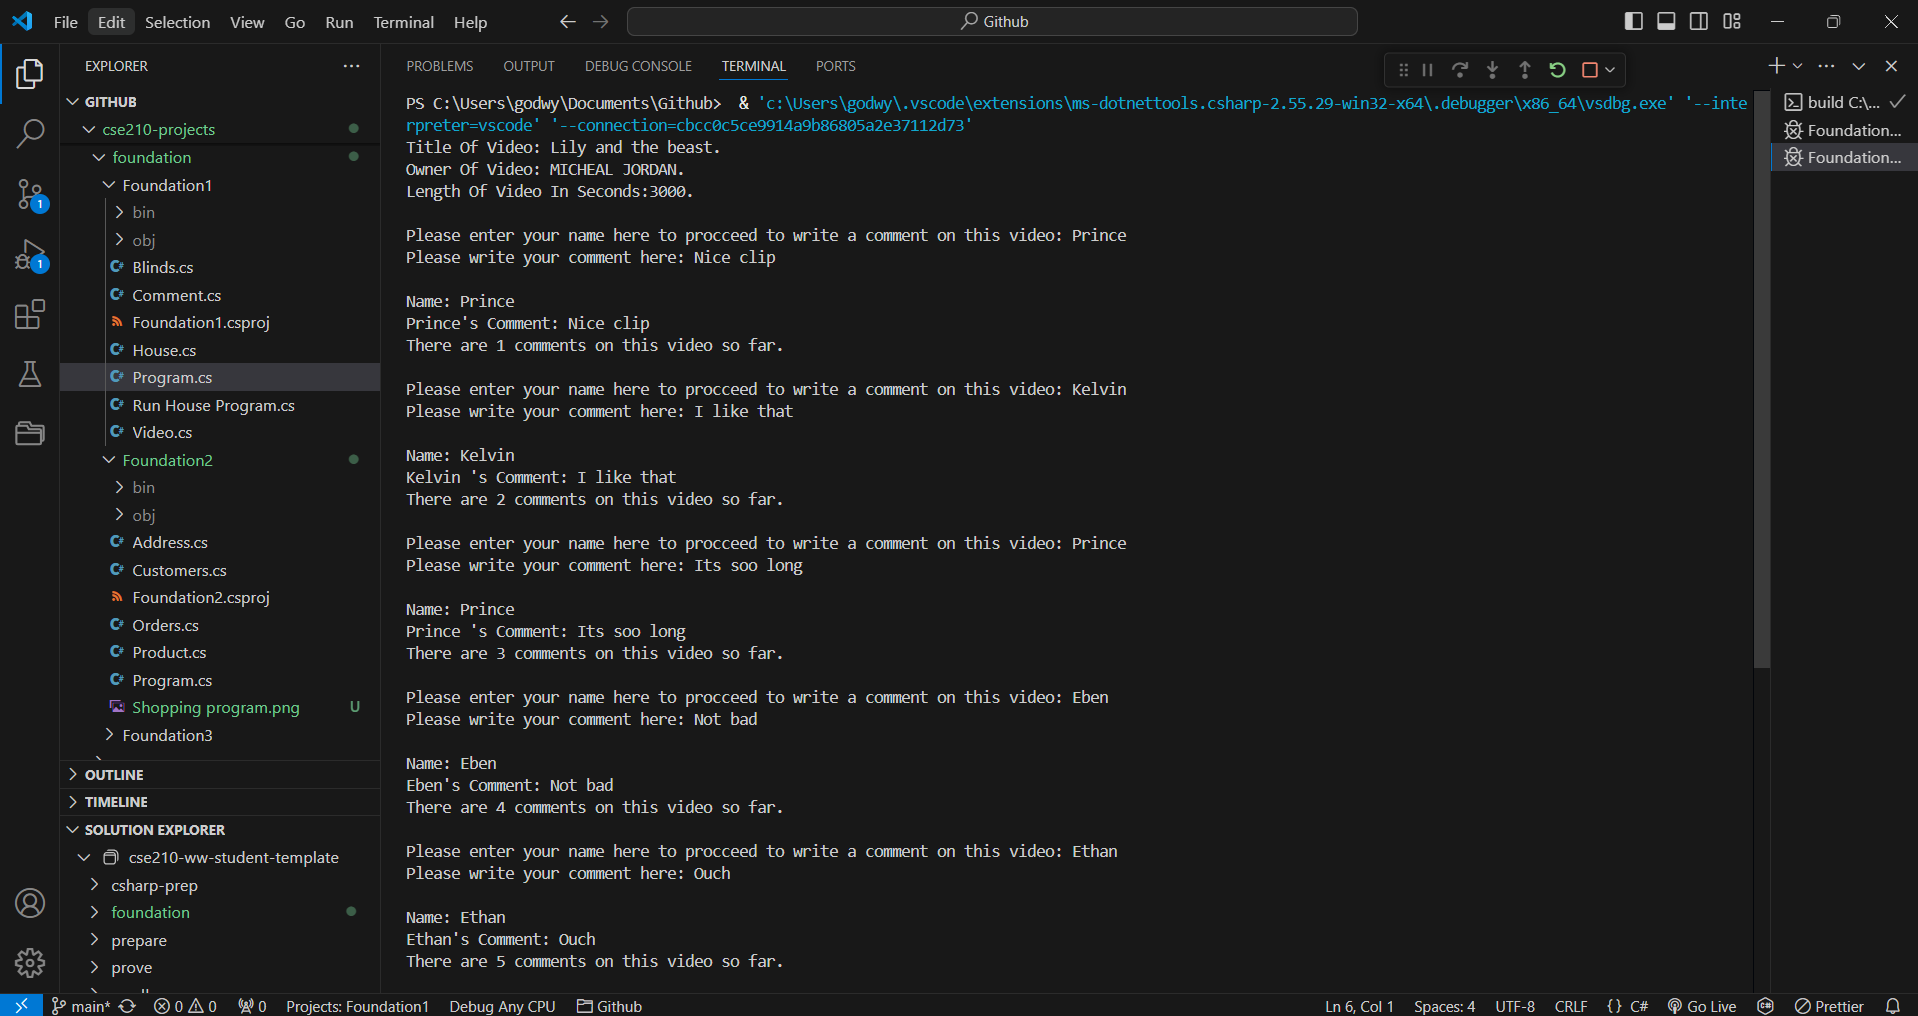 File Edit Selection View Go Run Terminal Help
Github
EXPLORER
GITHUB
cse210-projects
foundation
Foundation1
bin
obj
Blinds.cs
Comment.cs
Foundation1.csproj
House.cs
Program.cs
Run House Program.cs
Video.cs
Foundation2
bin
obj
Address.cs
Customers.cs
Foundation2.csproj
Orders.cs
Product.cs
Program.cs
Shopping program.png U
Foundation3
OUTLINE
TIMELINE
SOLUTION EXPLORER
cse210-ww-student-template
csharp-prep
foundation
prepare
prove
1
1
PROBLEMS OUTPUT DEBUG CONSOLE TERMINAL PORTS
PS C:\Users\godwy\Documents\Github>  & 'c:\Users\godwy\.vscode\extensions\ms-dotnettools.csharp-2.55.29-win32-x64\.debugger\x86_64\vsdbg.exe' '--inte
rpreter=vscode' '--connection=cbcc0c5ce9914a9b86805a2e37112d73'
Title Of Video: Lily and the beast.
Owner Of Video: MICHEAL JORDAN.
Length Of Video In Seconds:3000.
Please enter your name here to procceed to write a comment on this video: Prince
Please write your comment here: Nice clip
Name: Prince
Prince's Comment: Nice clip
There are 1 comments on this video so far.
Please enter your name here to procceed to write a comment on this video: Kelvin
Please write your comment here: I like that
Name: Kelvin
Kelvin 's Comment: I like that
There are 2 comments on this video so far.
Please enter your name here to procceed to write a comment on this video: Prince
Please write your comment here: Its soo long
Name: Prince
Prince 's Comment: Its soo long
There are 3 comments on this video so far.
Please enter your name here to procceed to write a comment on this video: Eben
Please write your comment here: Not bad
Name: Eben
Eben's Comment: Not bad
There are 4 comments on this video so far.
Please enter your name here to procceed to write a comment on this video: Ethan
Please write your comment here: Ouch
Name: Ethan
Ethan's Comment: Ouch
There are 5 comments on this video so far.
build C:\...
Foundation...
Foundation...
main* 0 0 0 Projects: Foundation1 Debug Any CPU Github Ln 6, Col 1 Spaces: 4 UTF-8 CRLF {} C# Go Live Prettier